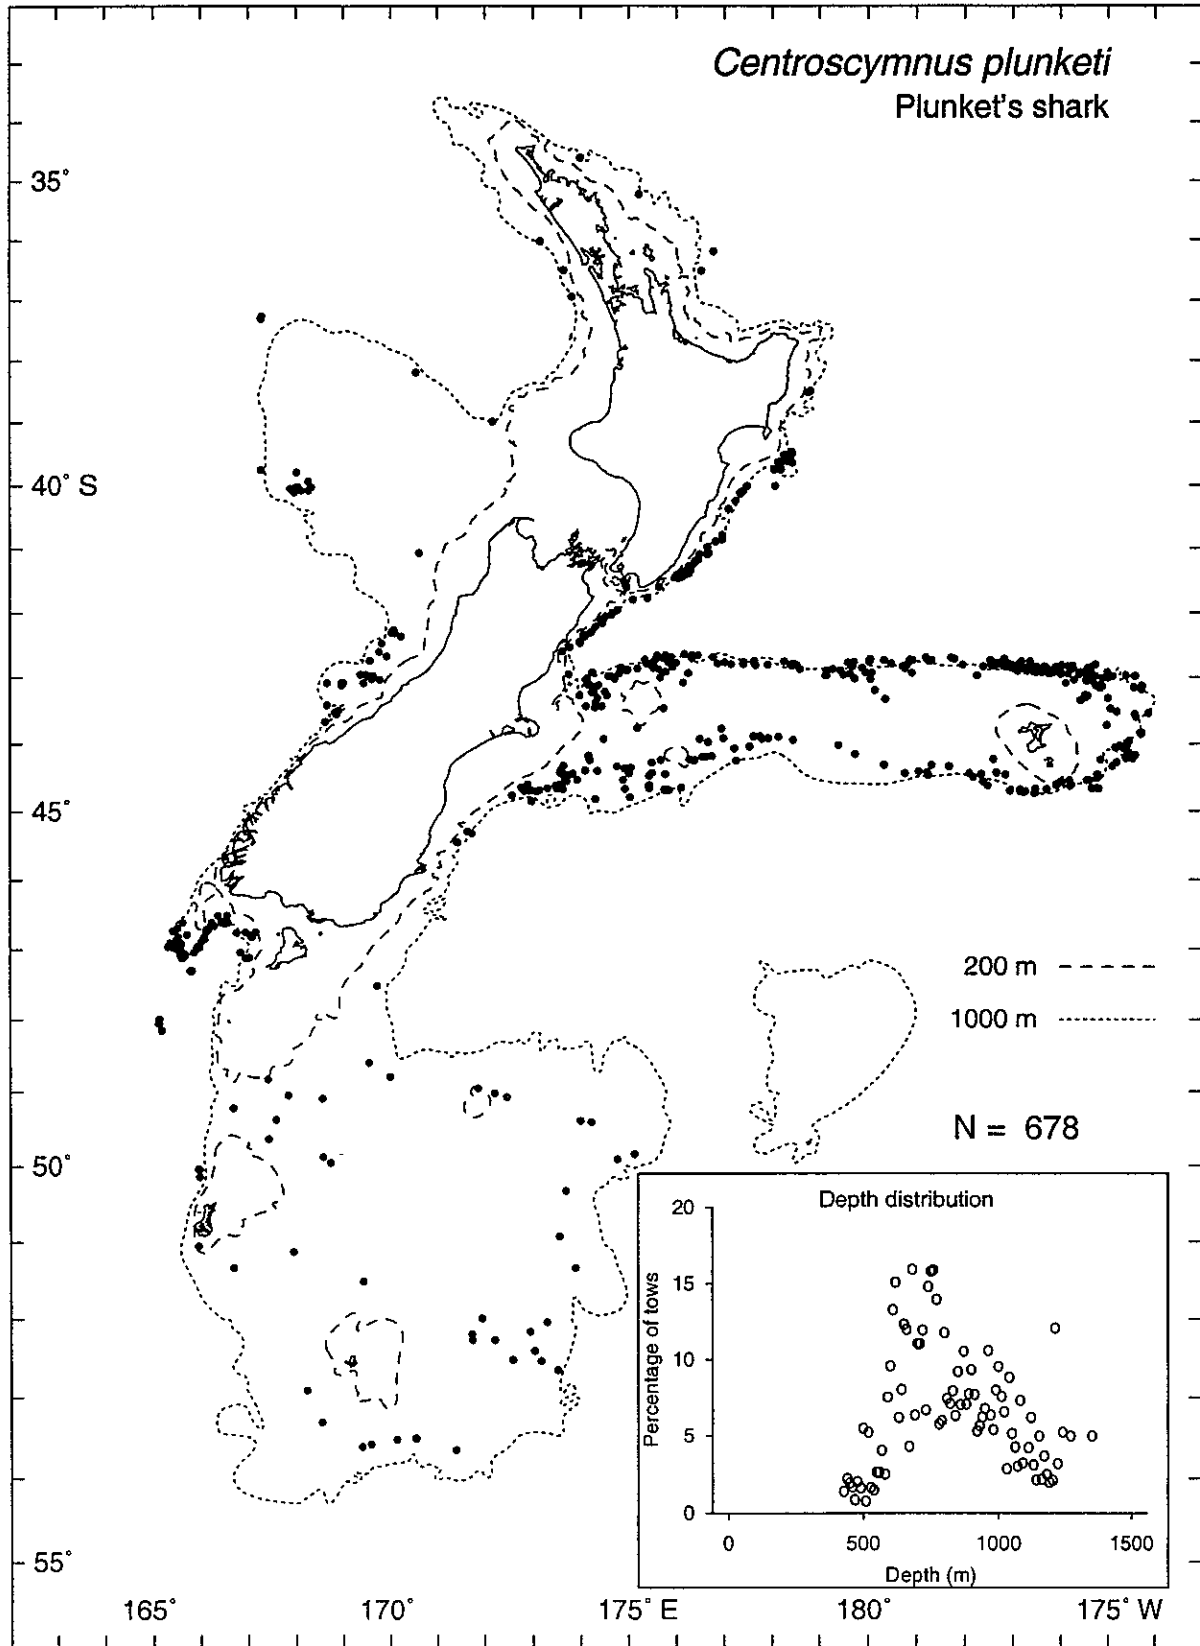 Centroscymnus plunketi
Plunket's shark
35°
40° S
45°
200 m
1000 m
N = 678
50°
Depth distribution
20
15
10
5
0
Percentage of tows
0 500 1000 1500
Depth (m)
55°
165° 170° 175° E 180° 175° W